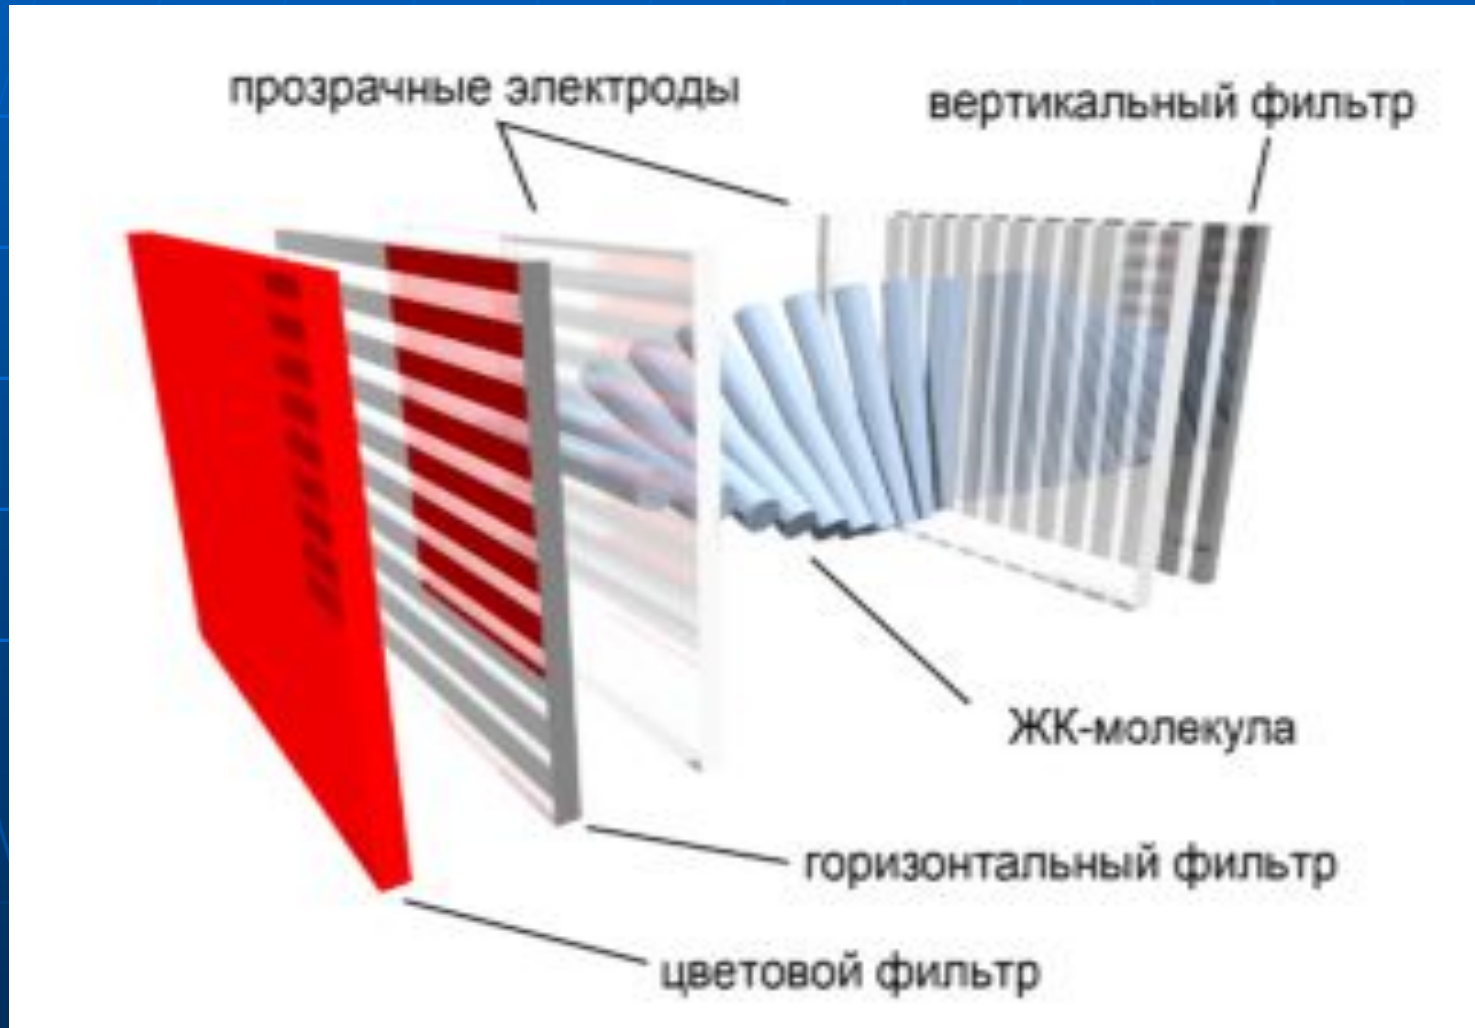 прозрачные электроды
вертикальный фильтр
ЖК-молекула
горизонтальный фильтр
цветовой фильтр